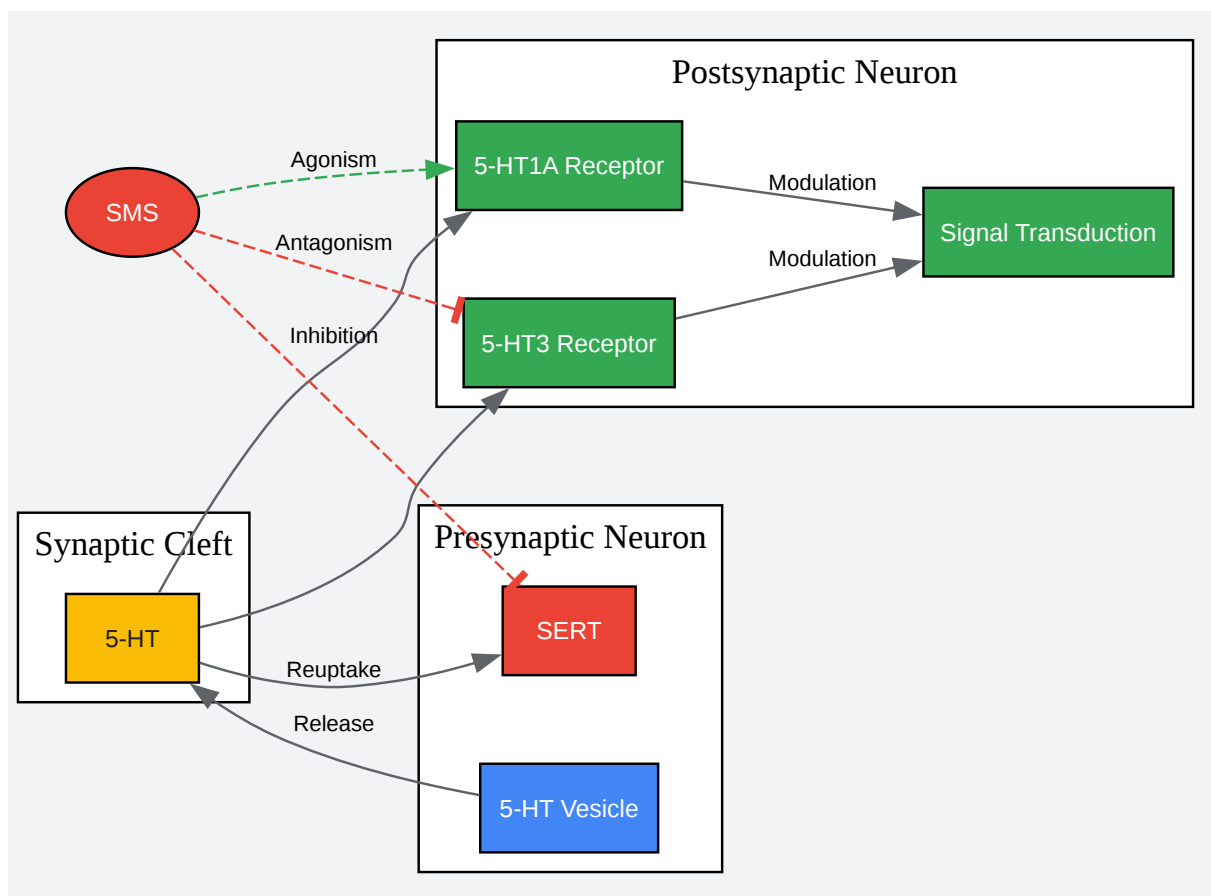 Postsynaptic Neuron
Agonism
5-HT1A Receptor
Modulation
SMS
Signal Transduction
Antagonism
Modulation
Inhibition
5-HT3 Receptor
Synaptic Cleft
Presynaptic Neuron
5-HT
SERT
Reuptake
Release
5-HT Vesicle